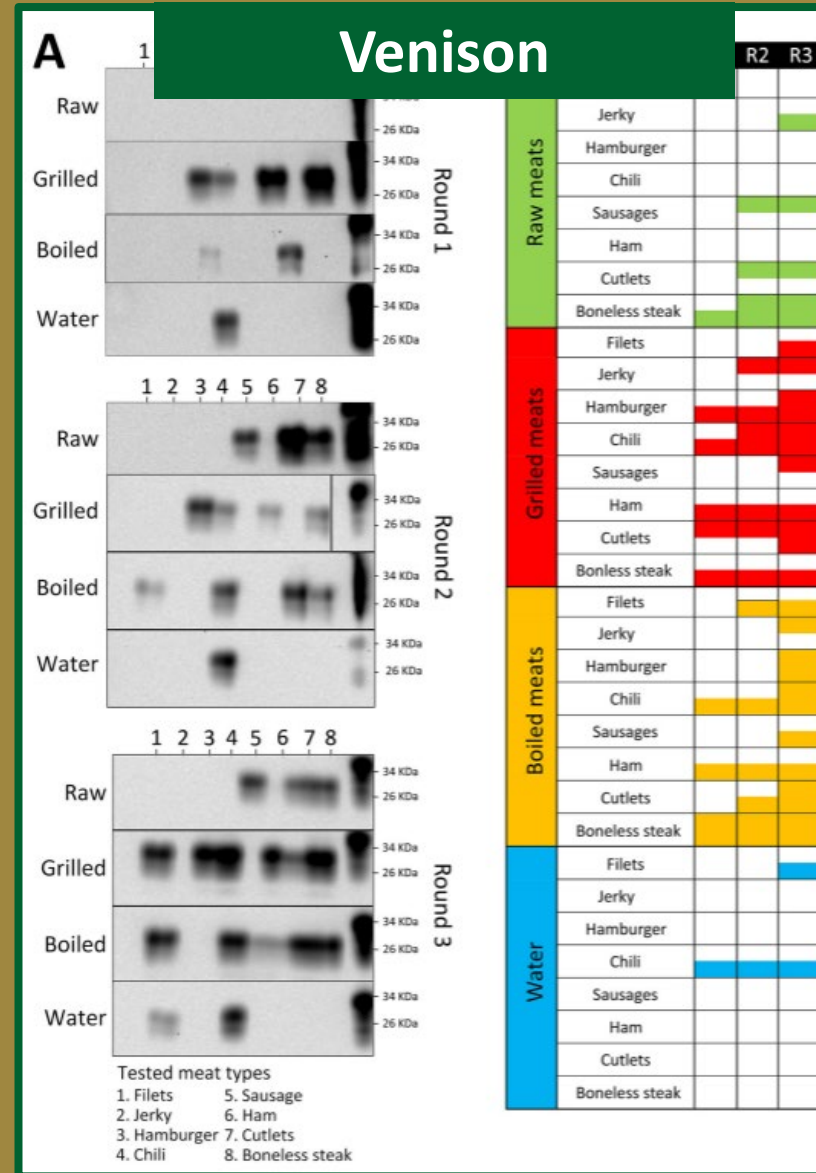 Venison
A
1
Raw
26 KDa
Grilled
34 KDa
26 KDa
Boiled
34 KDa
26 KDa
Water
34 KDa
26 KDa
Round 1
1 2 3 4 5 6 7 8
Raw
34 KDa
26 KDa
Grilled
34 KDa
26 KDa
Boiled
34 KDa
26 KDa
Water
34 KDa
26 KDa
Round 2
1 2 3 4 5 6 7 8
Raw
34 KDa
26 KDa
Grilled
34 KDa
26 KDa
Boiled
34 KDa
26 KDa
Water
34 KDa
26 KDa
Round 3
Tested meat types
1. Filets 5. Sausage
2. Jerky 6. Ham
3. Hamburger 7. Cutlets
4. Chili 8. Boneless steak
R2 R3
Raw meats
Jerky
Hamburger
Chili
Sausages
Ham
Cutlets
Boneless steak
Grilled meats
Filets
Jerky
Hamburger
Chili
Sausages
Ham
Cutlets
Bonless steak
Boiled meats
Filets
Jerky
Hamburger
Chili
Sausages
Ham
Cutlets
Boneless steak
Water
Filets
Jerky
Hamburger
Chili
Sausages
Ham
Cutlets
Boneless steak